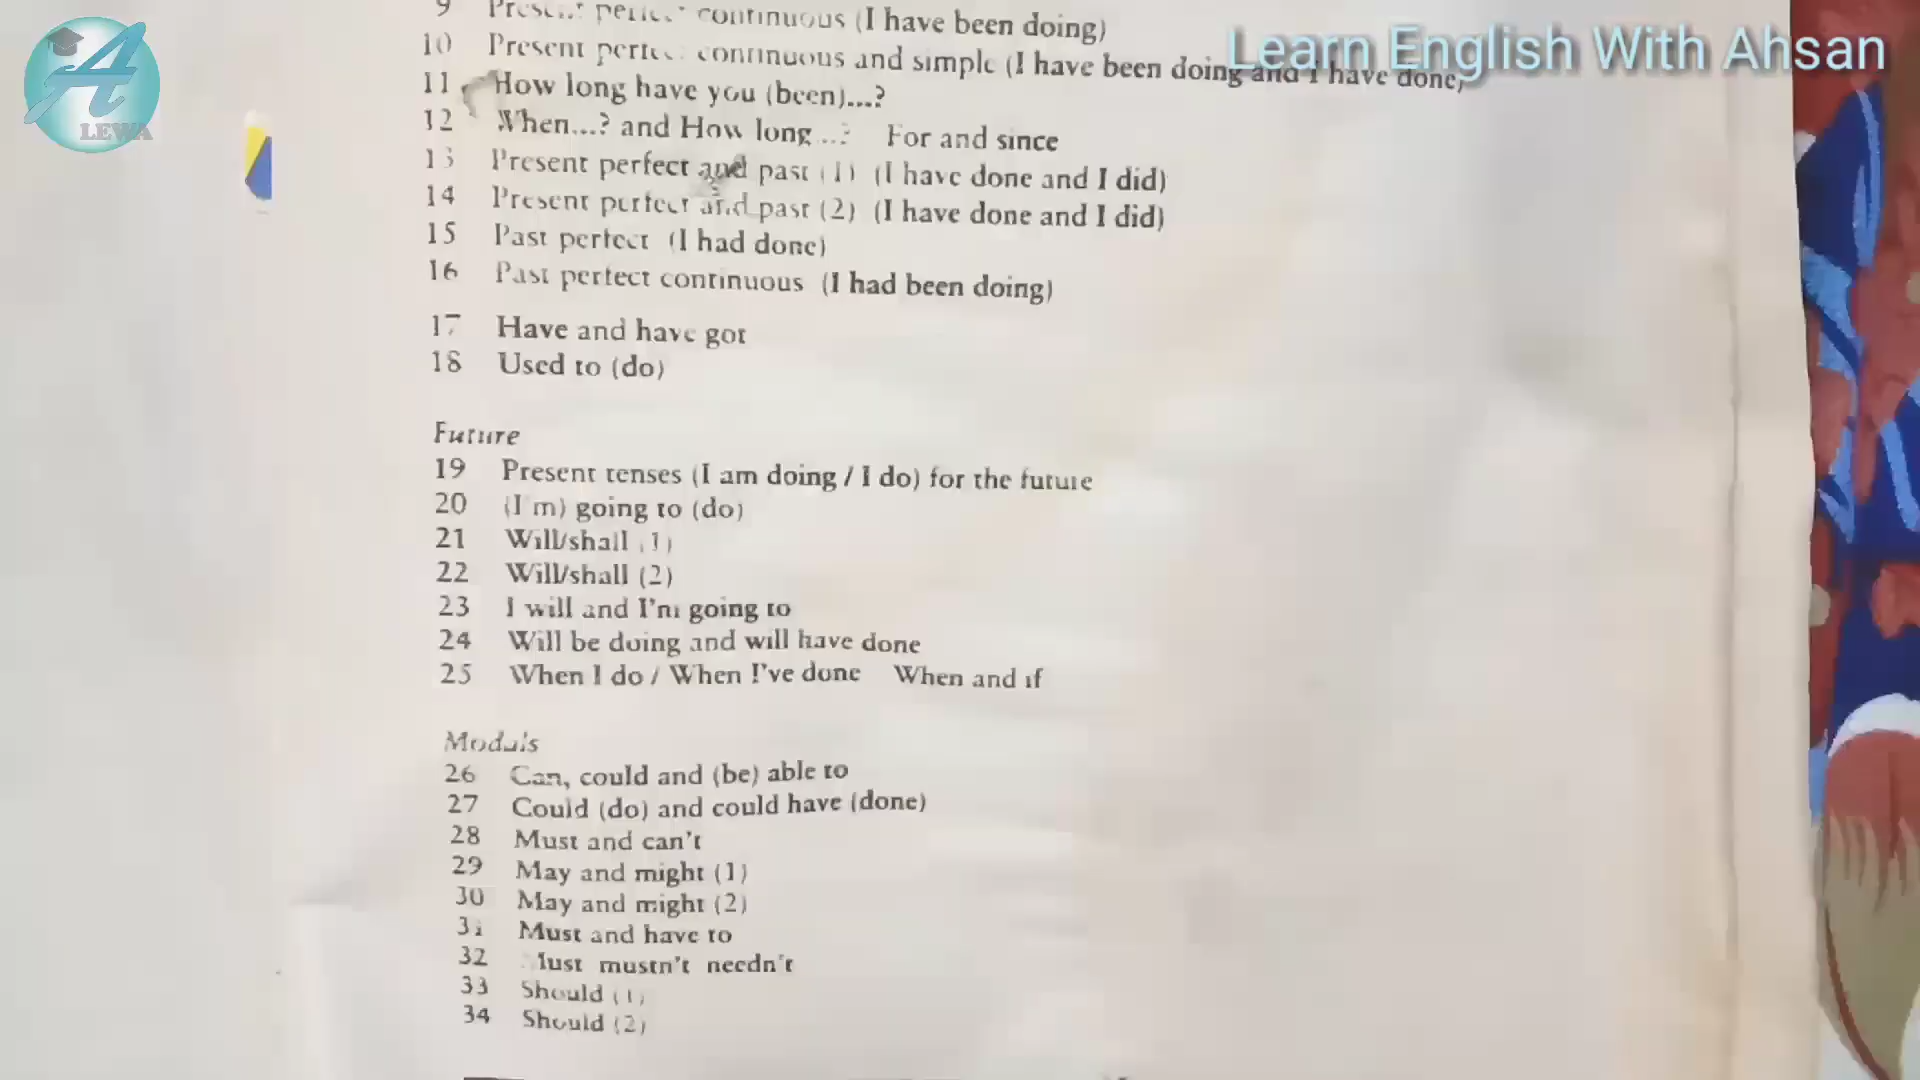 Learn English With Ahsan
LEWA
9 Present perfect continuous (I have been doing)
10 Present perfect continuous and simple (I have been doing and I have done)
11 How long have you (been)...?
12 When...? and How long...? For and since
13 Present perfect and past (1) (I have done and I did)
14 Present perfect and past (2) (I have done and I did)
15 Past perfect (I had done)
16 Past perfect continuous (I had been doing)
17 Have and have got
18 Used to (do)
Future
19 Present tenses (I am doing / I do) for the future
20 (I'm) going to (do)
21 Will/shall (1)
22 Will/shall (2)
23 I will and I'm going to
24 Will be doing and will have done
25 When I do / When I've done When and if
Modals
26 Can, could and (be) able to
27 Could (do) and could have (done)
28 Must and can't
29 May and might (1)
30 May and might (2)
31 Must and have to
32 Must mustn't needn't
33 Should (1)
34 Should (2)